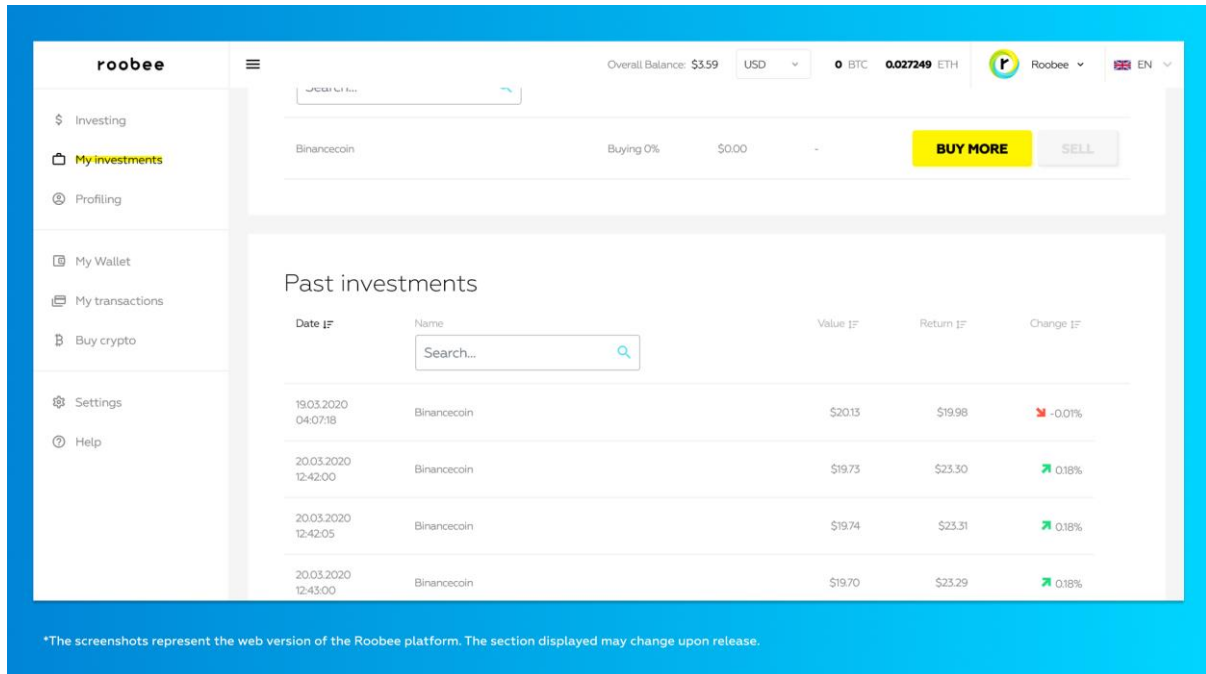 roobee
Overall Balance: $3.59 USD 0 BTC 0.027249 ETH Roobee EN
Search...
$ Investing
My investments
Profiling
My Wallet
My transactions
Buy crypto
Settings
Help
Binancecoin Buying 0% $0.00 - BUY MORE SELL
Past investments
Date Name Value Return Change
Search...
19.03.2020
04:07:18
Binancecoin $20.13 $19.98 -0.01%
20.03.2020
12:42:00
Binancecoin $19.73 $23.30 0.18%
20.03.2020
12:42:05
Binancecoin $19.74 $23.31 0.18%
20.03.2020
12:43:00
Binancecoin $19.70 $23.29 0.18%
*The screenshots represent the web version of the Roobee platform. The section displayed may change upon release.